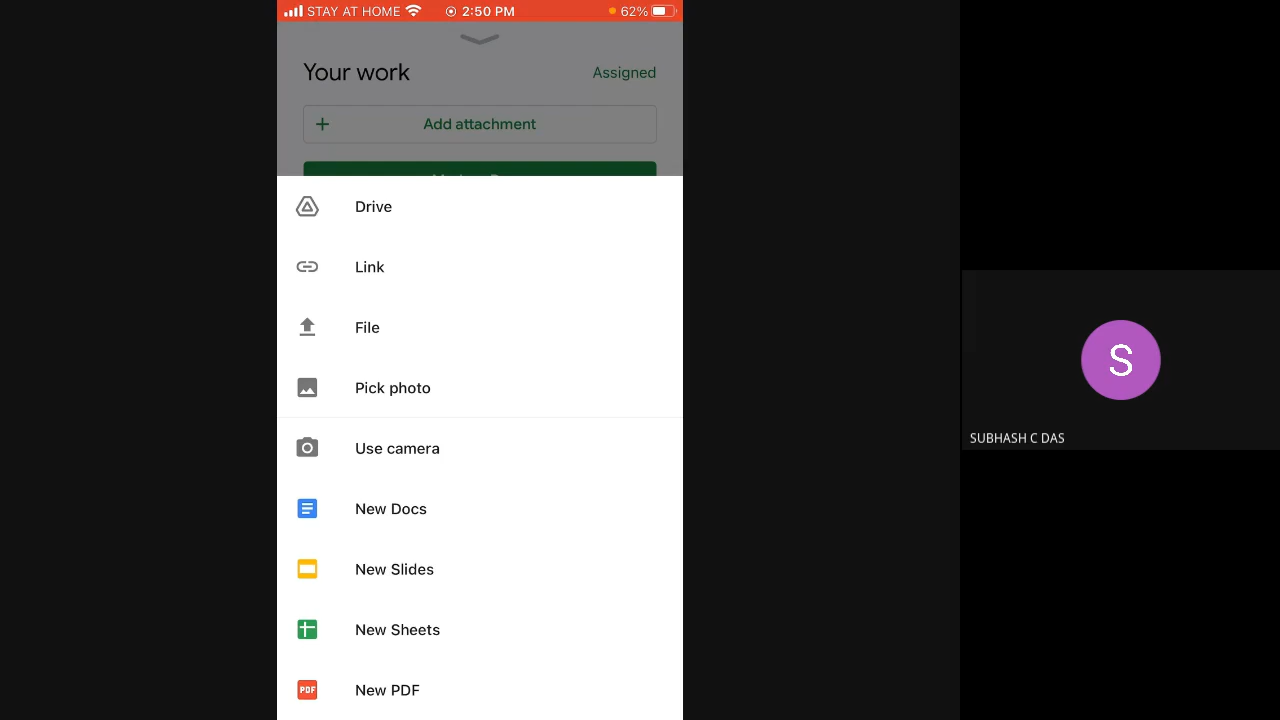 STAY AT HOME 2:50 PM 62%
Your work Assigned
+ Add attachment
Drive
Link
File
Pick photo
Use camera
New Docs
New Slides
New Sheets
PDF New PDF
S
SUBHASH C DAS